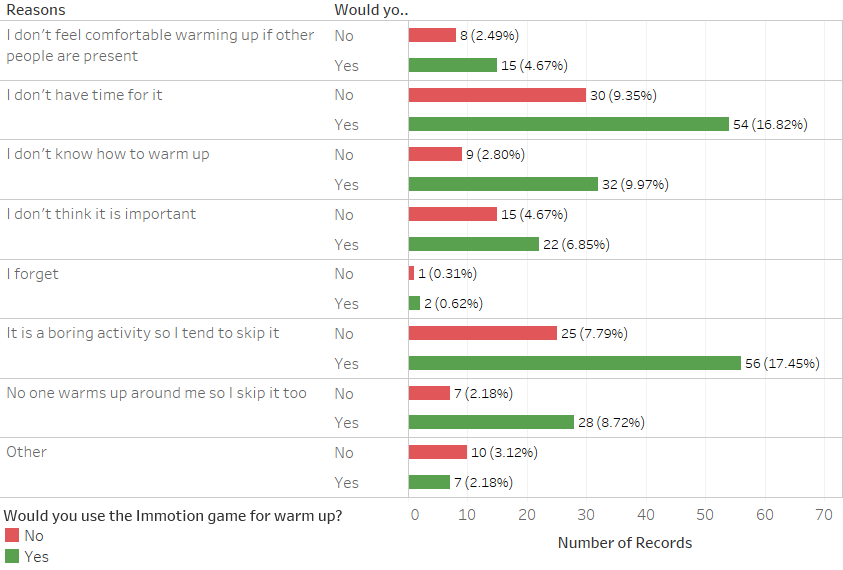 Reasons Would yo..
I don't feel comfortable warming up if other No 8 (2.49%)
people are present Yes 15 (4.67%)
I don't have time for it No 30 (9.35%)
Yes 54 (16.82%)
I don't know how to warm up No 9 (2.80%)
Yes 32 (9.97%)
I don't think it is important No 15 (4.67%)
Yes 22 (6.85%)
I forget No 1 (0.31%)
Yes 2 (0.62%)
It is a boring activity so I tend to skip it No 25 (7.79%)
Yes 56 (17.45%)
No one warms up around me so I skip it too No 7 (2.18%)
Yes 28 (8.72%)
Other No 10 (3.12%)
Yes 7 (2.18%)
0 10 20 30 40 50 60 70
Number of Records
Would you use the Immotion game for warm up?
No
Yes